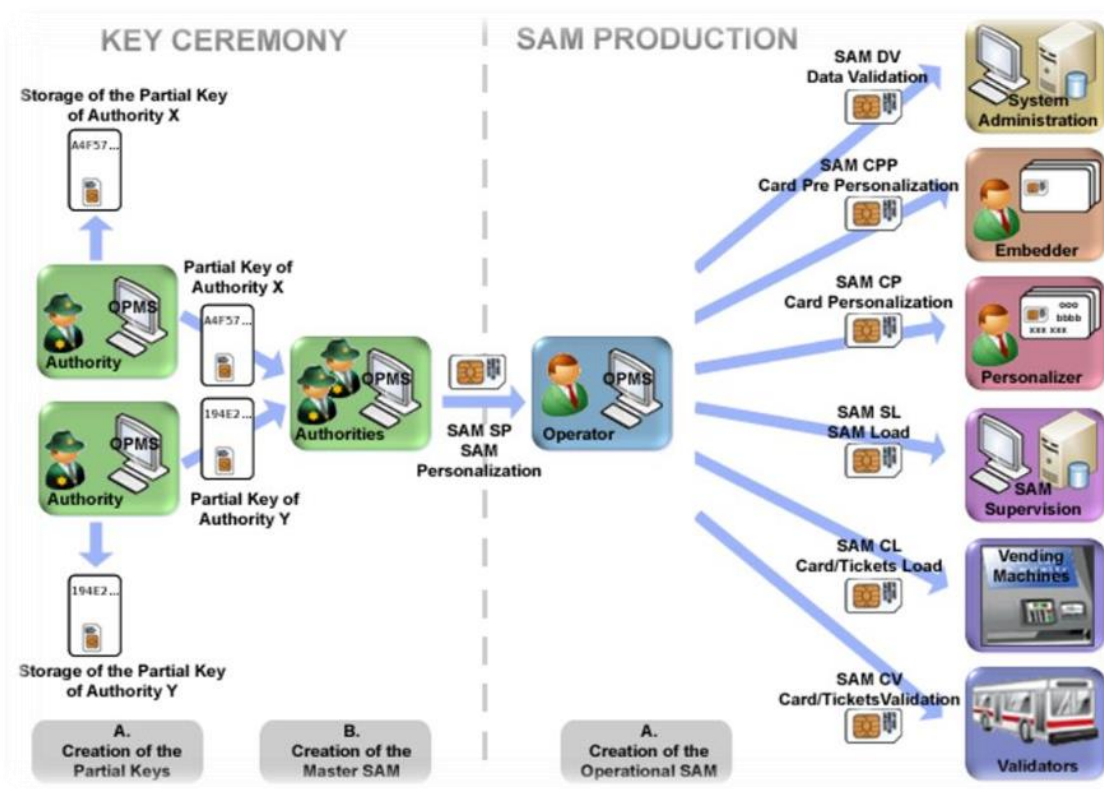 KEY CEREMONY
SAM PRODUCTION
Storage of the Partial Key
of Authority X
A4F57...
OPMS
Authority
Partial Key of
Authority X
A4F57...
OPMS
Authority
194E2...
Partial Key of
Authority Y
194E2...
Storage of the Partial Key
of Authority Y
OPMS
Authorities
SAM SP
SAM
Personalization
OPMS
Operator
SAM DV
Data Validation
System
Administration
SAM CPP
Card Pre Personalization
Embedder
SAM CP
Card Personalization
ooo
bbbb
xxx xxx
Personalizer
SAM SL
SAM Load
SAM
Supervision
SAM CL
Card/Tickets Load
Vending
Machines
SAM CV
Card/TicketsValidation
Validators
A.
Creation of the
Partial Keys
B.
Creation of the
Master SAM
A.
Creation of the
Operational SAM